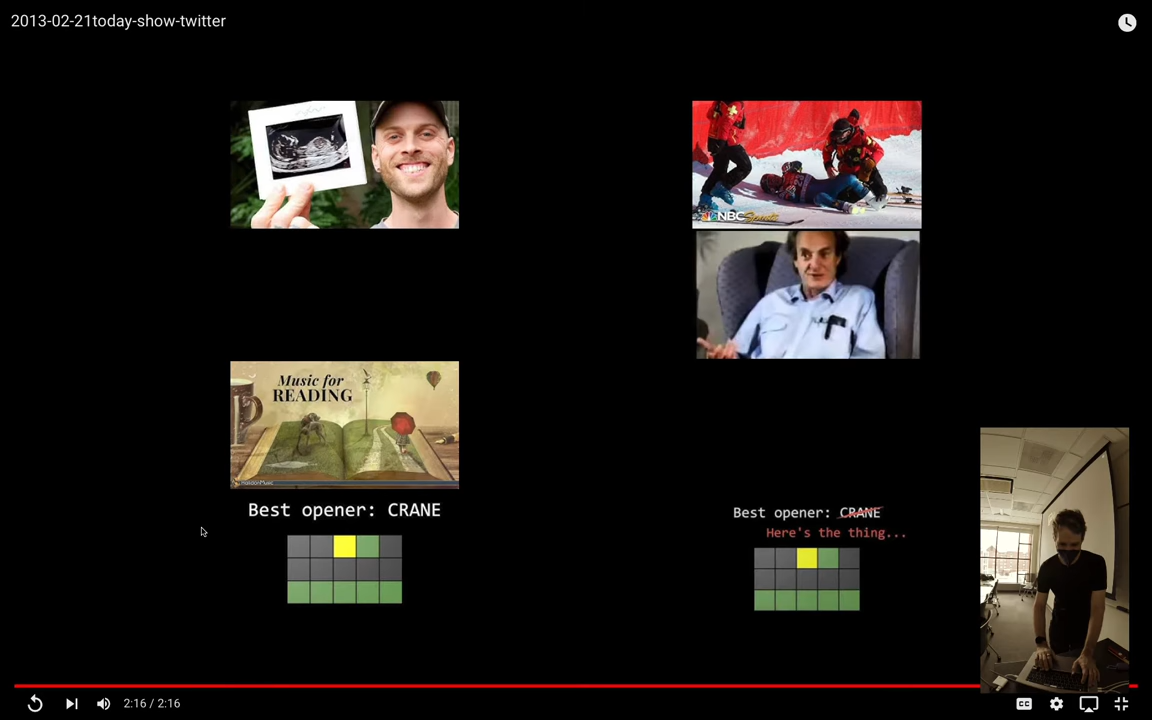 2013-02-21today-show-twitter
NBC Sports
Music for
READING
Best opener: CRANE
Best opener: CRANE
Here's the thing...
2:16 / 2:16
CC